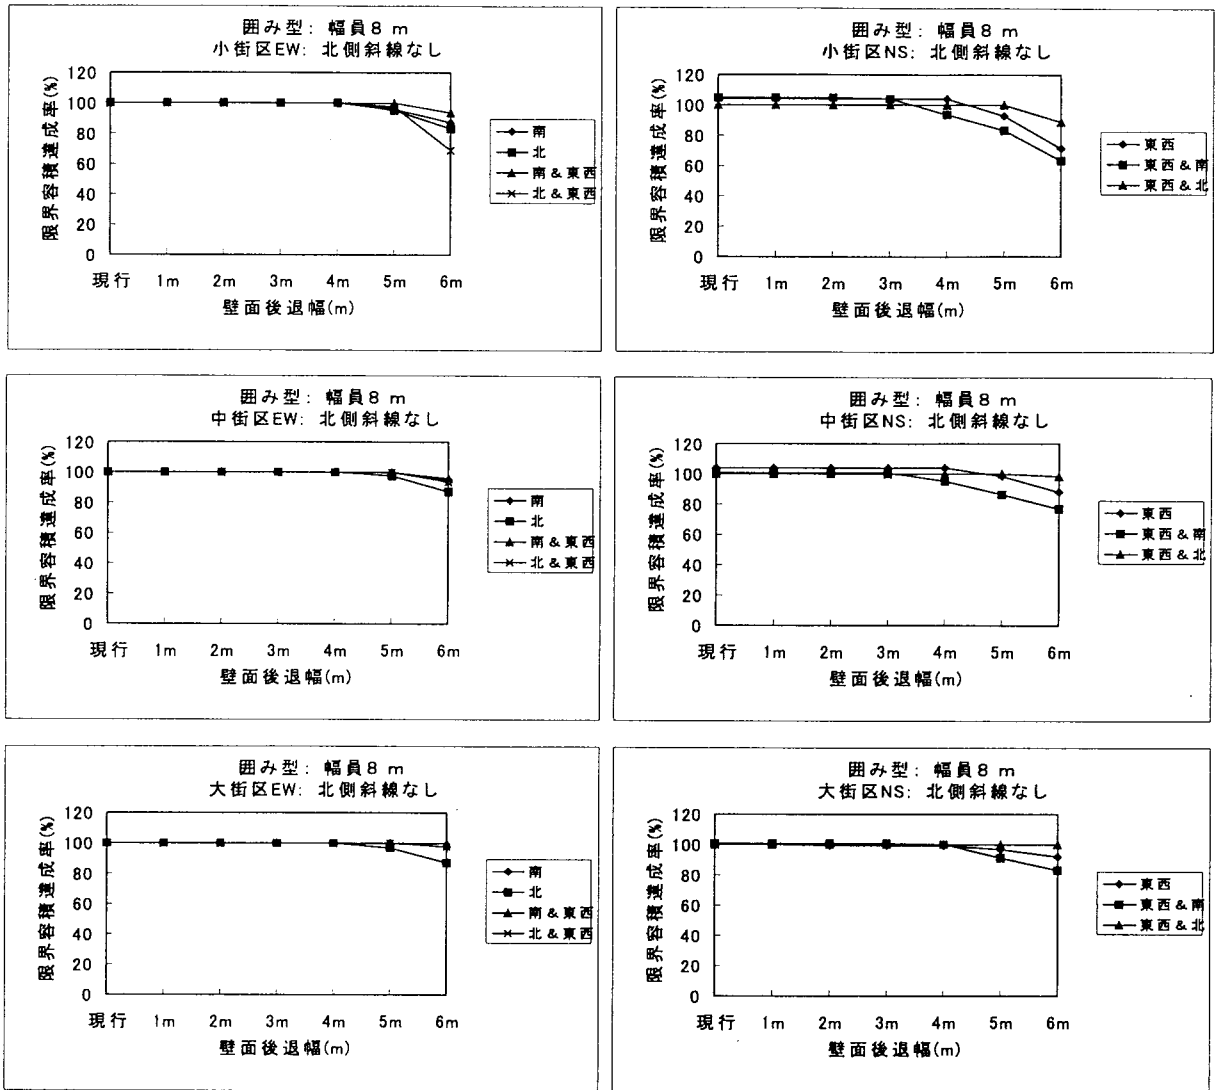 囲み型: 幅員8 m
小街区EW: 北側斜線なし
限界容積達成率(%)
120
100
80
60
40
20
0
現行 1m 2m 3m 4m 5m 6m
壁面後退幅(m)
南
北
南 & 東西
北 & 東西
囲み型: 幅員8 m
小街区NS: 北側斜線なし
限界容積達成率(%)
120
100
80
60
40
20
0
現行 1m 2m 3m 4m 5m 6m
壁面後退幅(m)
東西
東西 & 南
東西 & 北
囲み型: 幅員8 m
中街区EW: 北側斜線なし
限界容積達成率(%)
120
100
80
60
40
20
0
現行 1m 2m 3m 4m 5m 6m
壁面後退幅(m)
南
北
南 & 東西
北 & 東西
囲み型: 幅員8 m
中街区NS: 北側斜線なし
限界容積達成率(%)
120
100
80
60
40
20
0
現行 1m 2m 3m 4m 5m 6m
壁面後退幅(m)
東西
東西 & 南
東西 & 北
囲み型: 幅員8 m
大街区EW: 北側斜線なし
限界容積達成率(%)
120
100
80
60
40
20
0
現行 1m 2m 3m 4m 5m 6m
壁面後退幅(m)
南
北
南 & 東西
北 & 東西
囲み型: 幅員8 m
大街区NS: 北側斜線なし
限界容積達成率(%)
120
100
80
60
40
20
0
現行 1m 2m 3m 4m 5m 6m
壁面後退幅(m)
東西
東西 & 南
東西 & 北